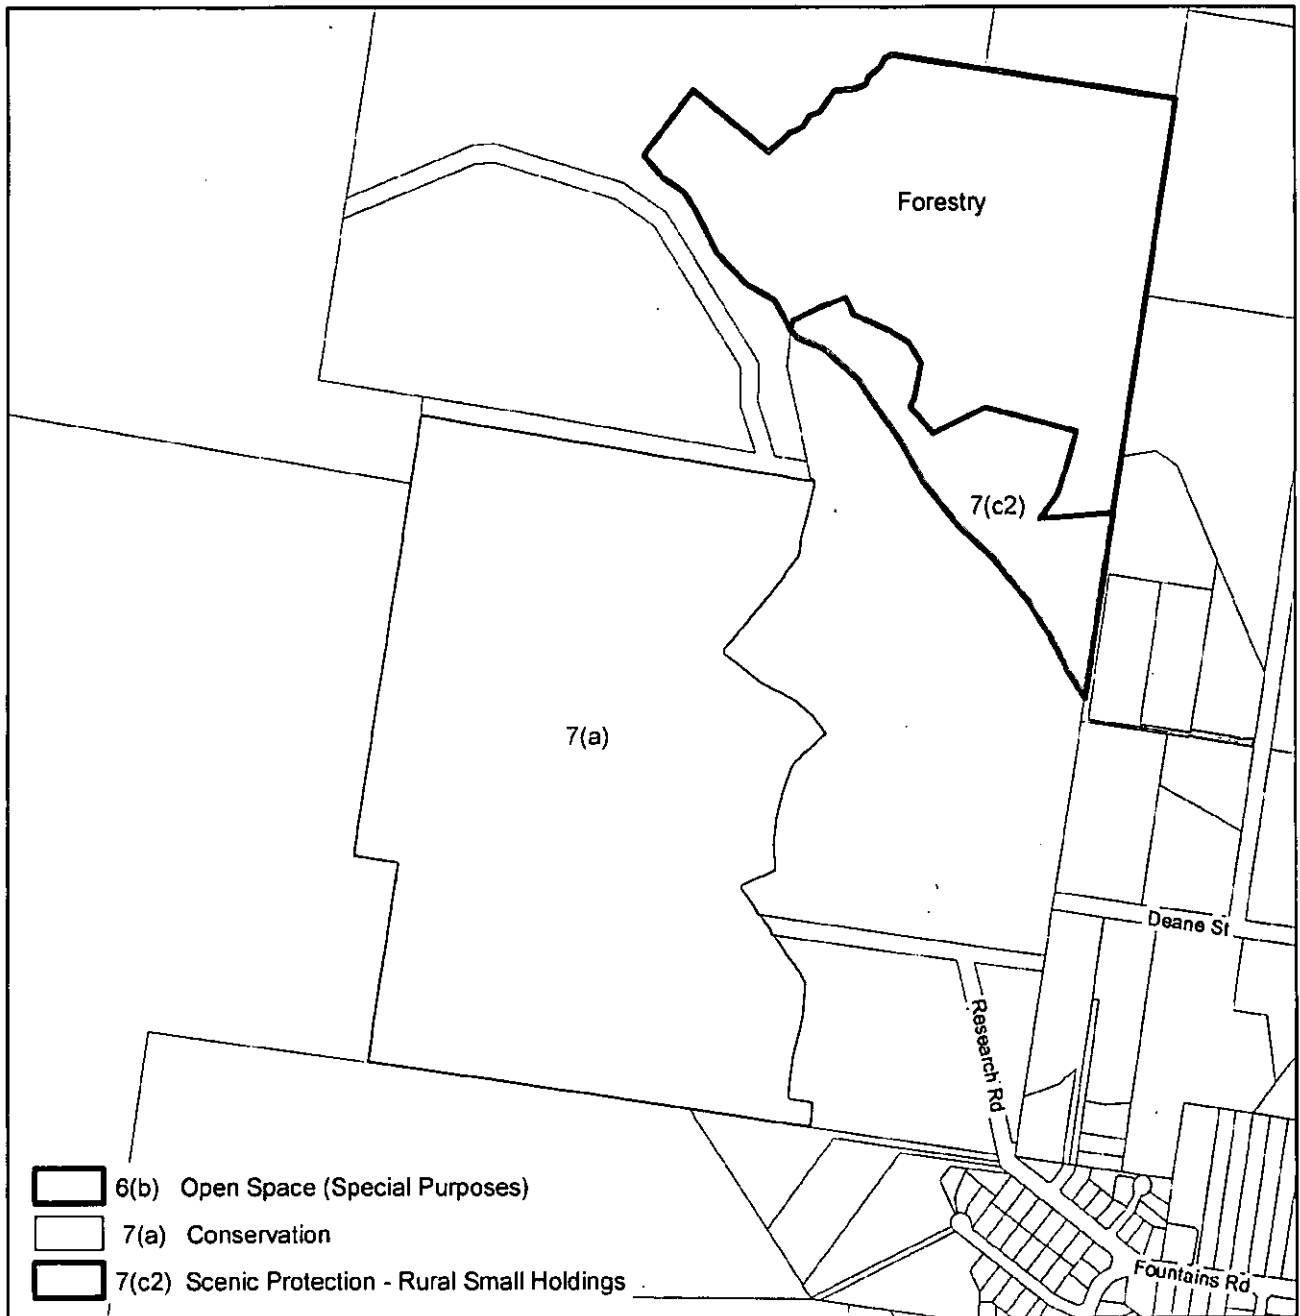 Forestry
7(c2)
7(a)
Deane St
Research Rd
6(b) Open Space (Special Purposes)
7(a) Conservation
7(c2) Scenic Protection - Rural Small Holdings
Fountains Rd